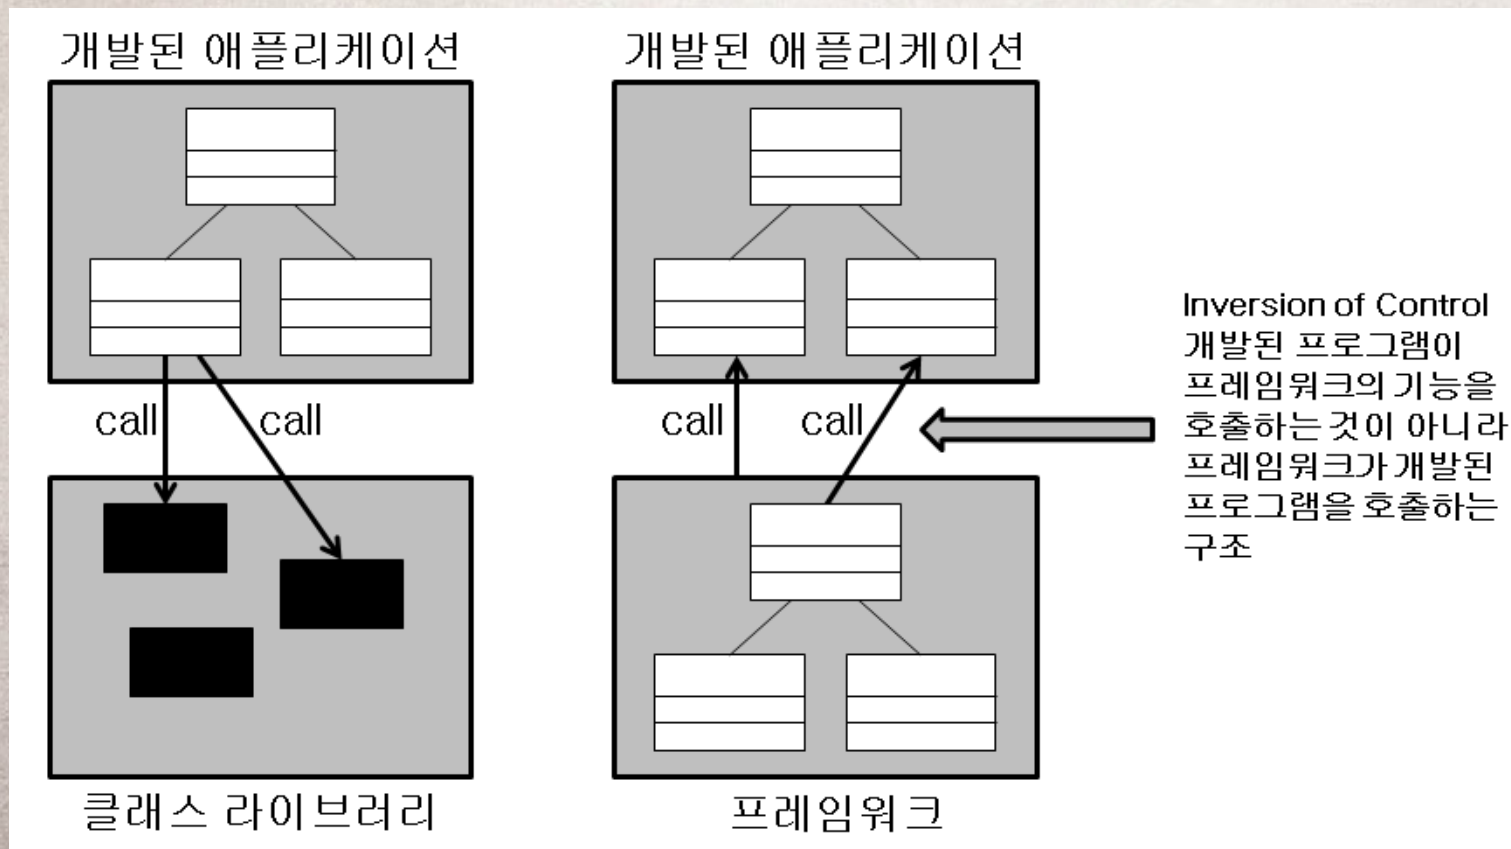 개발된 애플리케이션
개발된 애플리케이션
call
call
call
call
Inversion of Control
개발된 프로그램이
프레임워크의 기능을
호출하는 것이 아니라
프레임워크가 개발된
프로그램을 호출하는
구조
클래스 라이브러리
프레임워크